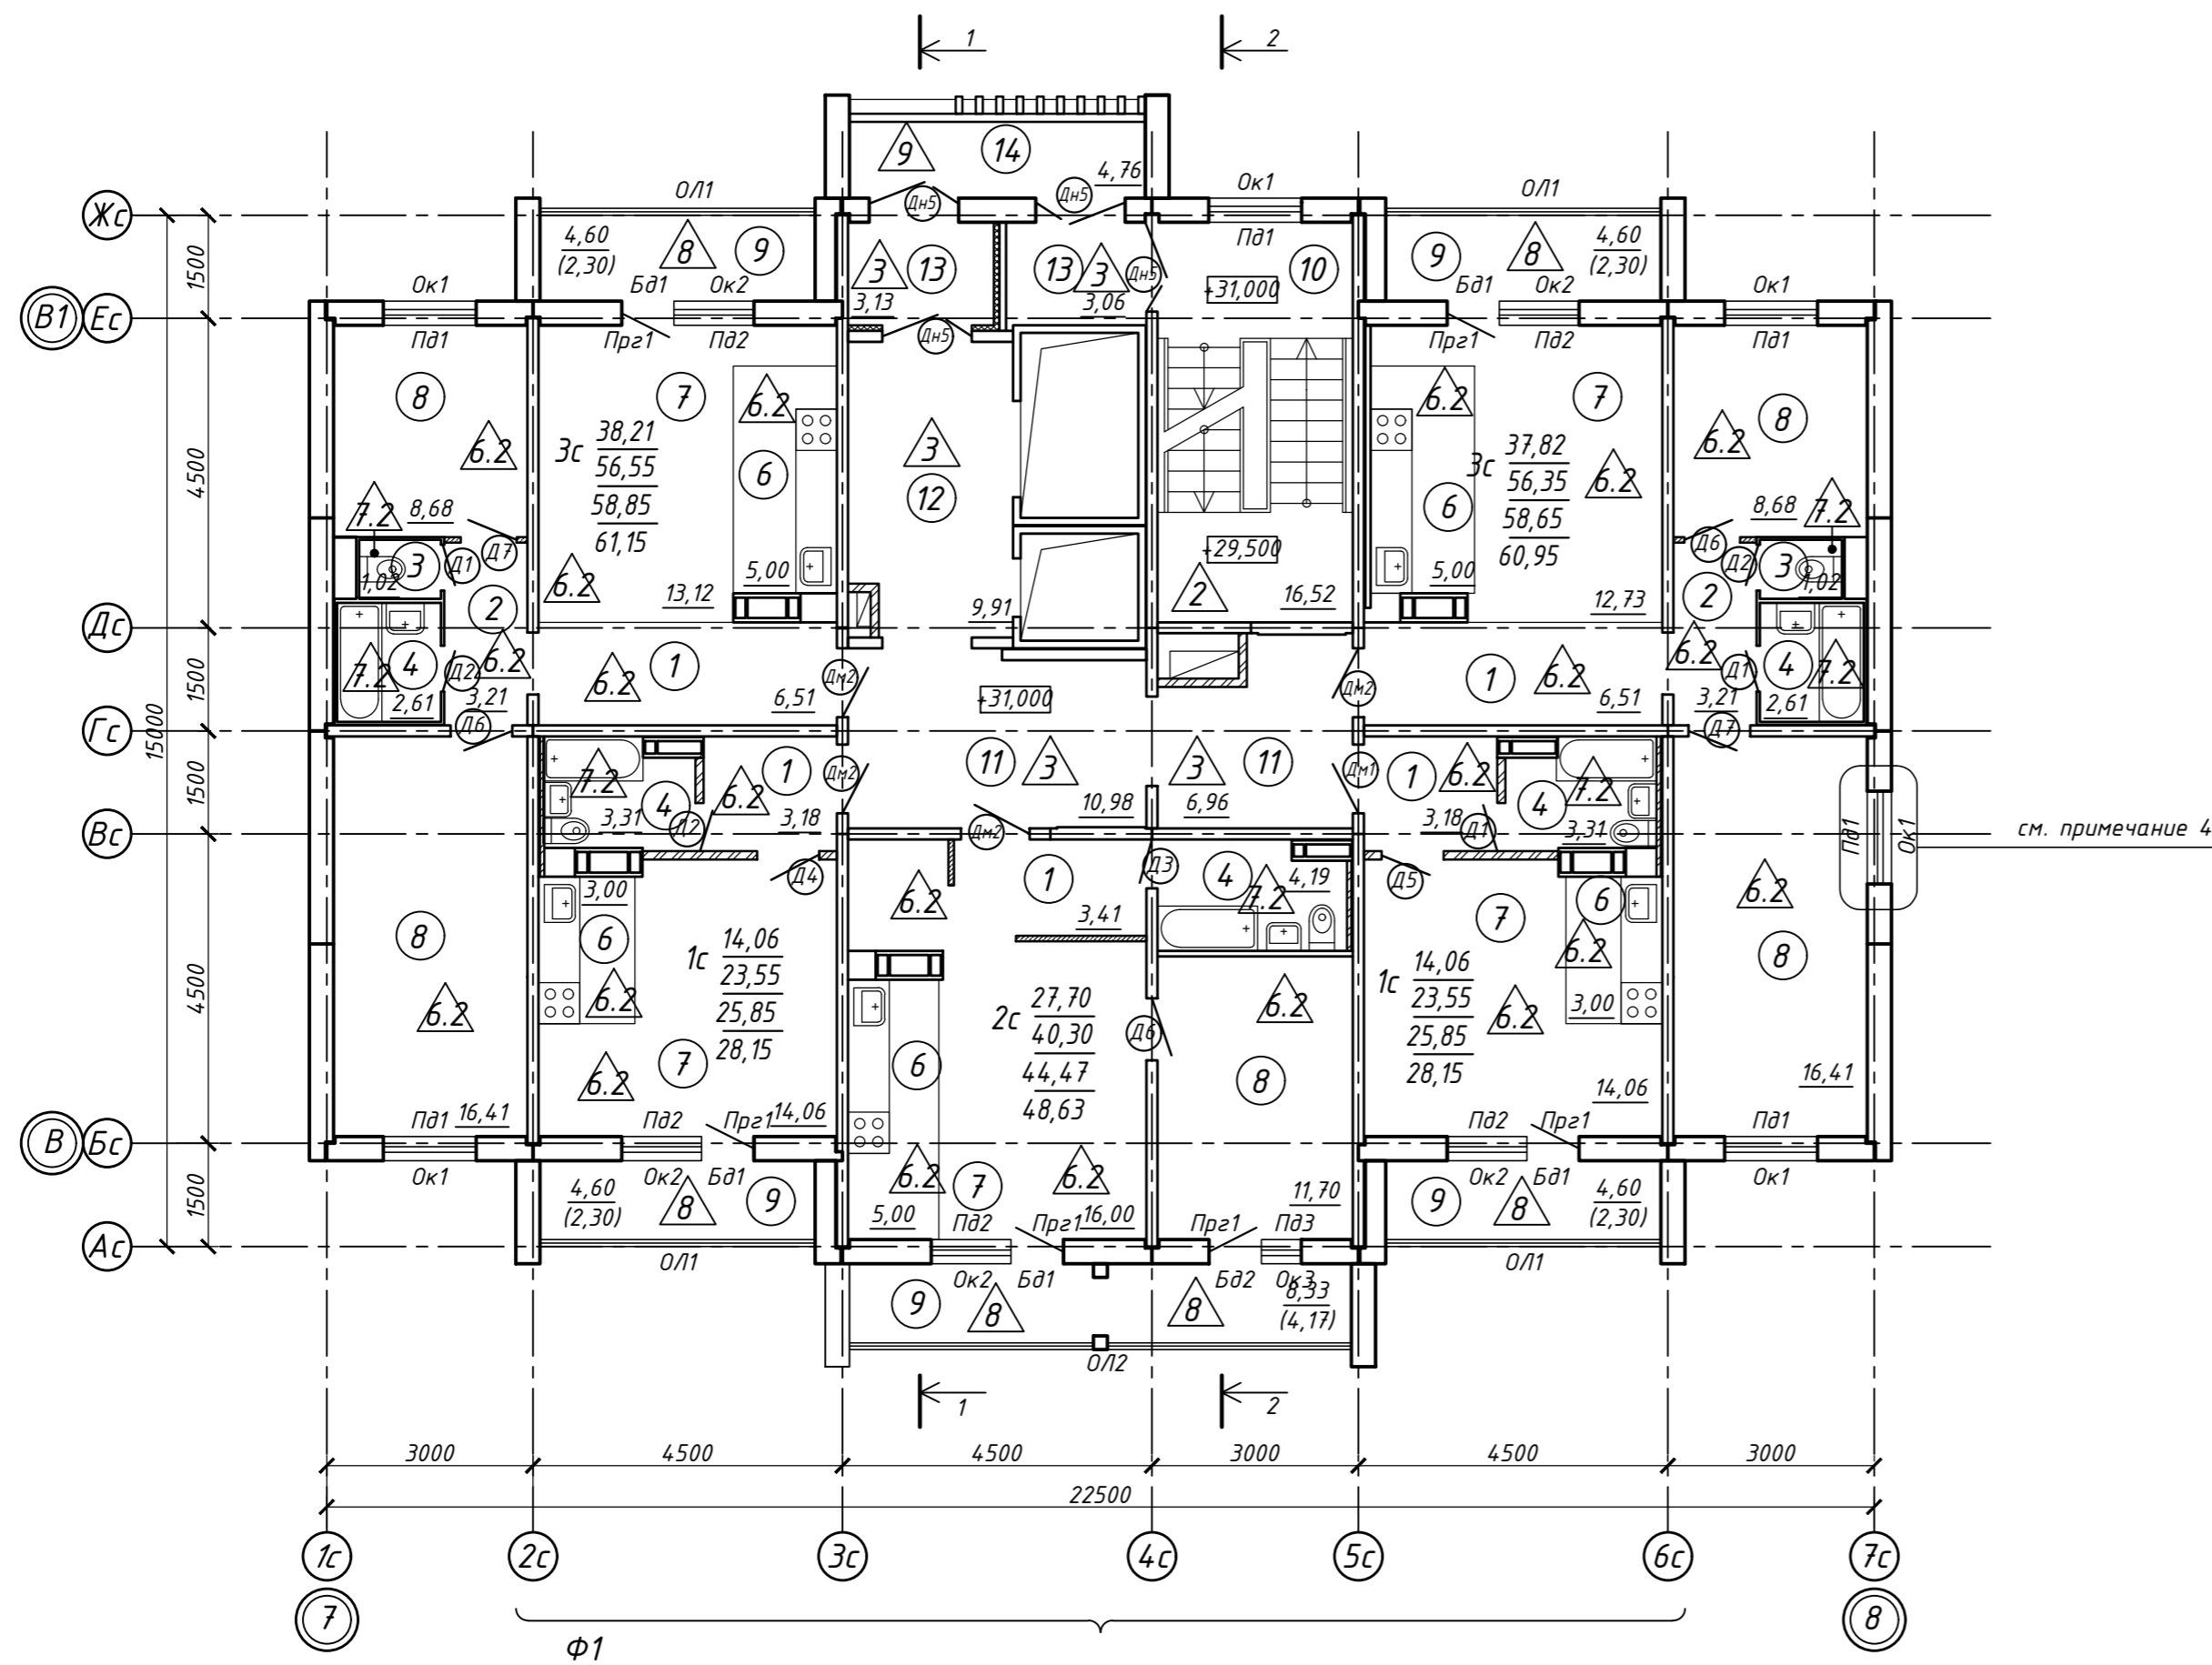 1 2
9 14 4,76
Ок1
ОЛ1 Дн5 Дн5 ОЛ1
Жс
4,60 8 9 3 13 13 3 Дн5 Пд1 10 9 8 4,60
(2,30) (2,30)
1500
Ок1 Бд1 Ок2 3,13 3,06 +31,000 Бд1 Ок2 Ок1
В1 Ес
Пд1 Прг1 Пд2 Дн5 Прг1 Пд2 Пд1
8 7 6.2 6.2 7 8
3с 38,21 3 3с 37,82
6.2 56,55 56,35 6.2 6.2
4500
6 12 6
7.2 8,68 58,85 58,65 8,68 7.2
61,15 60,95
3 Д1 Д7 +29,500 Д6 Д2 3
1,02 6.2 5,00 5,00 1,02
2 13,12 9,91 2 16,52 12,73 2
Дс
7.2 4 6.2 1 6.2 1 6.2 4 7.2
Д2 6.2 Дм2 Дм2 Д1
1500
2,61 3,21 6,51 +31,000 6,51 3,21 2,61
15000
Гс
Д6 Д7
7.2 1 Дм2 11 3 3 11 Дм1 1 6.2 7.2
1500
4 6.2 4
3,31 Д2 3,18 10,98 6,96 3,18 Д1 3,31
Вс
Дм2 Пд1 Ок1 см. примечание 4
Д4 1 Д3 4 4,19 Д5
3,00 6.2 7.2 6 6.2
3,41 7
8 6 1с 14,06 14,06 6.2 8
23,55 1с 23,55
4500
6.2 6.2 25,85 2с 27,70 6.2 25,85 6.2 3,00
28,15 40,30 Д6 28,15
7 6 44,47 8
6.2 48,63 16,41
14,06
Пд1 16,41 Пд2 Прг1 14,06 Пд2 Прг1 Пд1
В Бс
Ок1 4,60 Ок2 Бд1 6.2 7 6.2 11,70 Ок2 Бд1 4,60 Ок1
(2,30) 8 9 9 8 (2,30)
1500
5,00 Пд2 Прг1 16,00 Прг1 Пд3
Ас
ОЛ1 Ок2 Бд1 Бд2 Ок3 ОЛ1
9 8 8 8,33
(4,17)
ОЛ2
1 2
3000 4500 4500 3000 4500 3000
22500
1с 2с 3с 4с 5с 6с 7с
7 8
Ф1